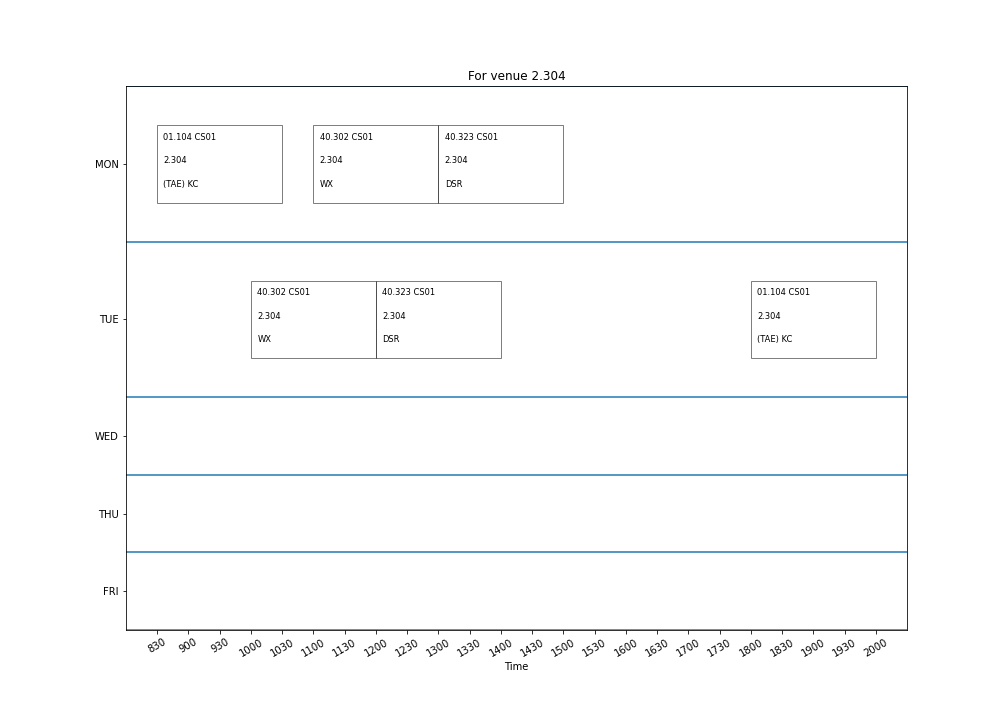 For venue 2.304
MON
01.104 CS01
2.304
(TAE) KC
40.302 CS01
2.304
WX
40.323 CS01
2.304
DSR
TUE
40.302 CS01
2.304
WX
40.323 CS01
2.304
DSR
01.104 CS01
2.304
(TAE) KC
WED
THU
FRI
830 900 930 1000 1030 1100 1130 1200 1230 1300 1330 1400 1430 1500 1530 1600 1630 1700 1730 1800 1830 1900 1930 2000
Time